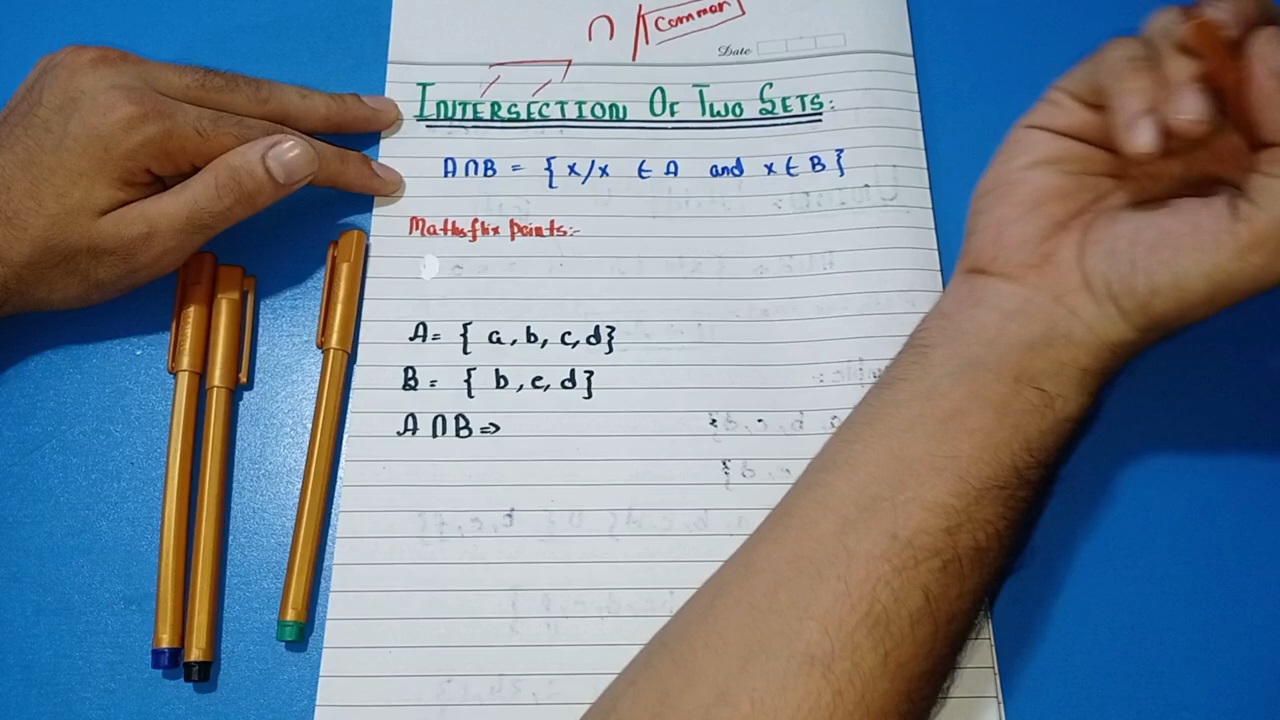 ∩ / Common
Date
INTERSECTION OF TWO SETS:
A∩B = { x/x ∈ A and x ∈ B }
Mathsflix points:-
A = { a, b, c, d}
B = { b, e, d}
A ∩ B ⇒